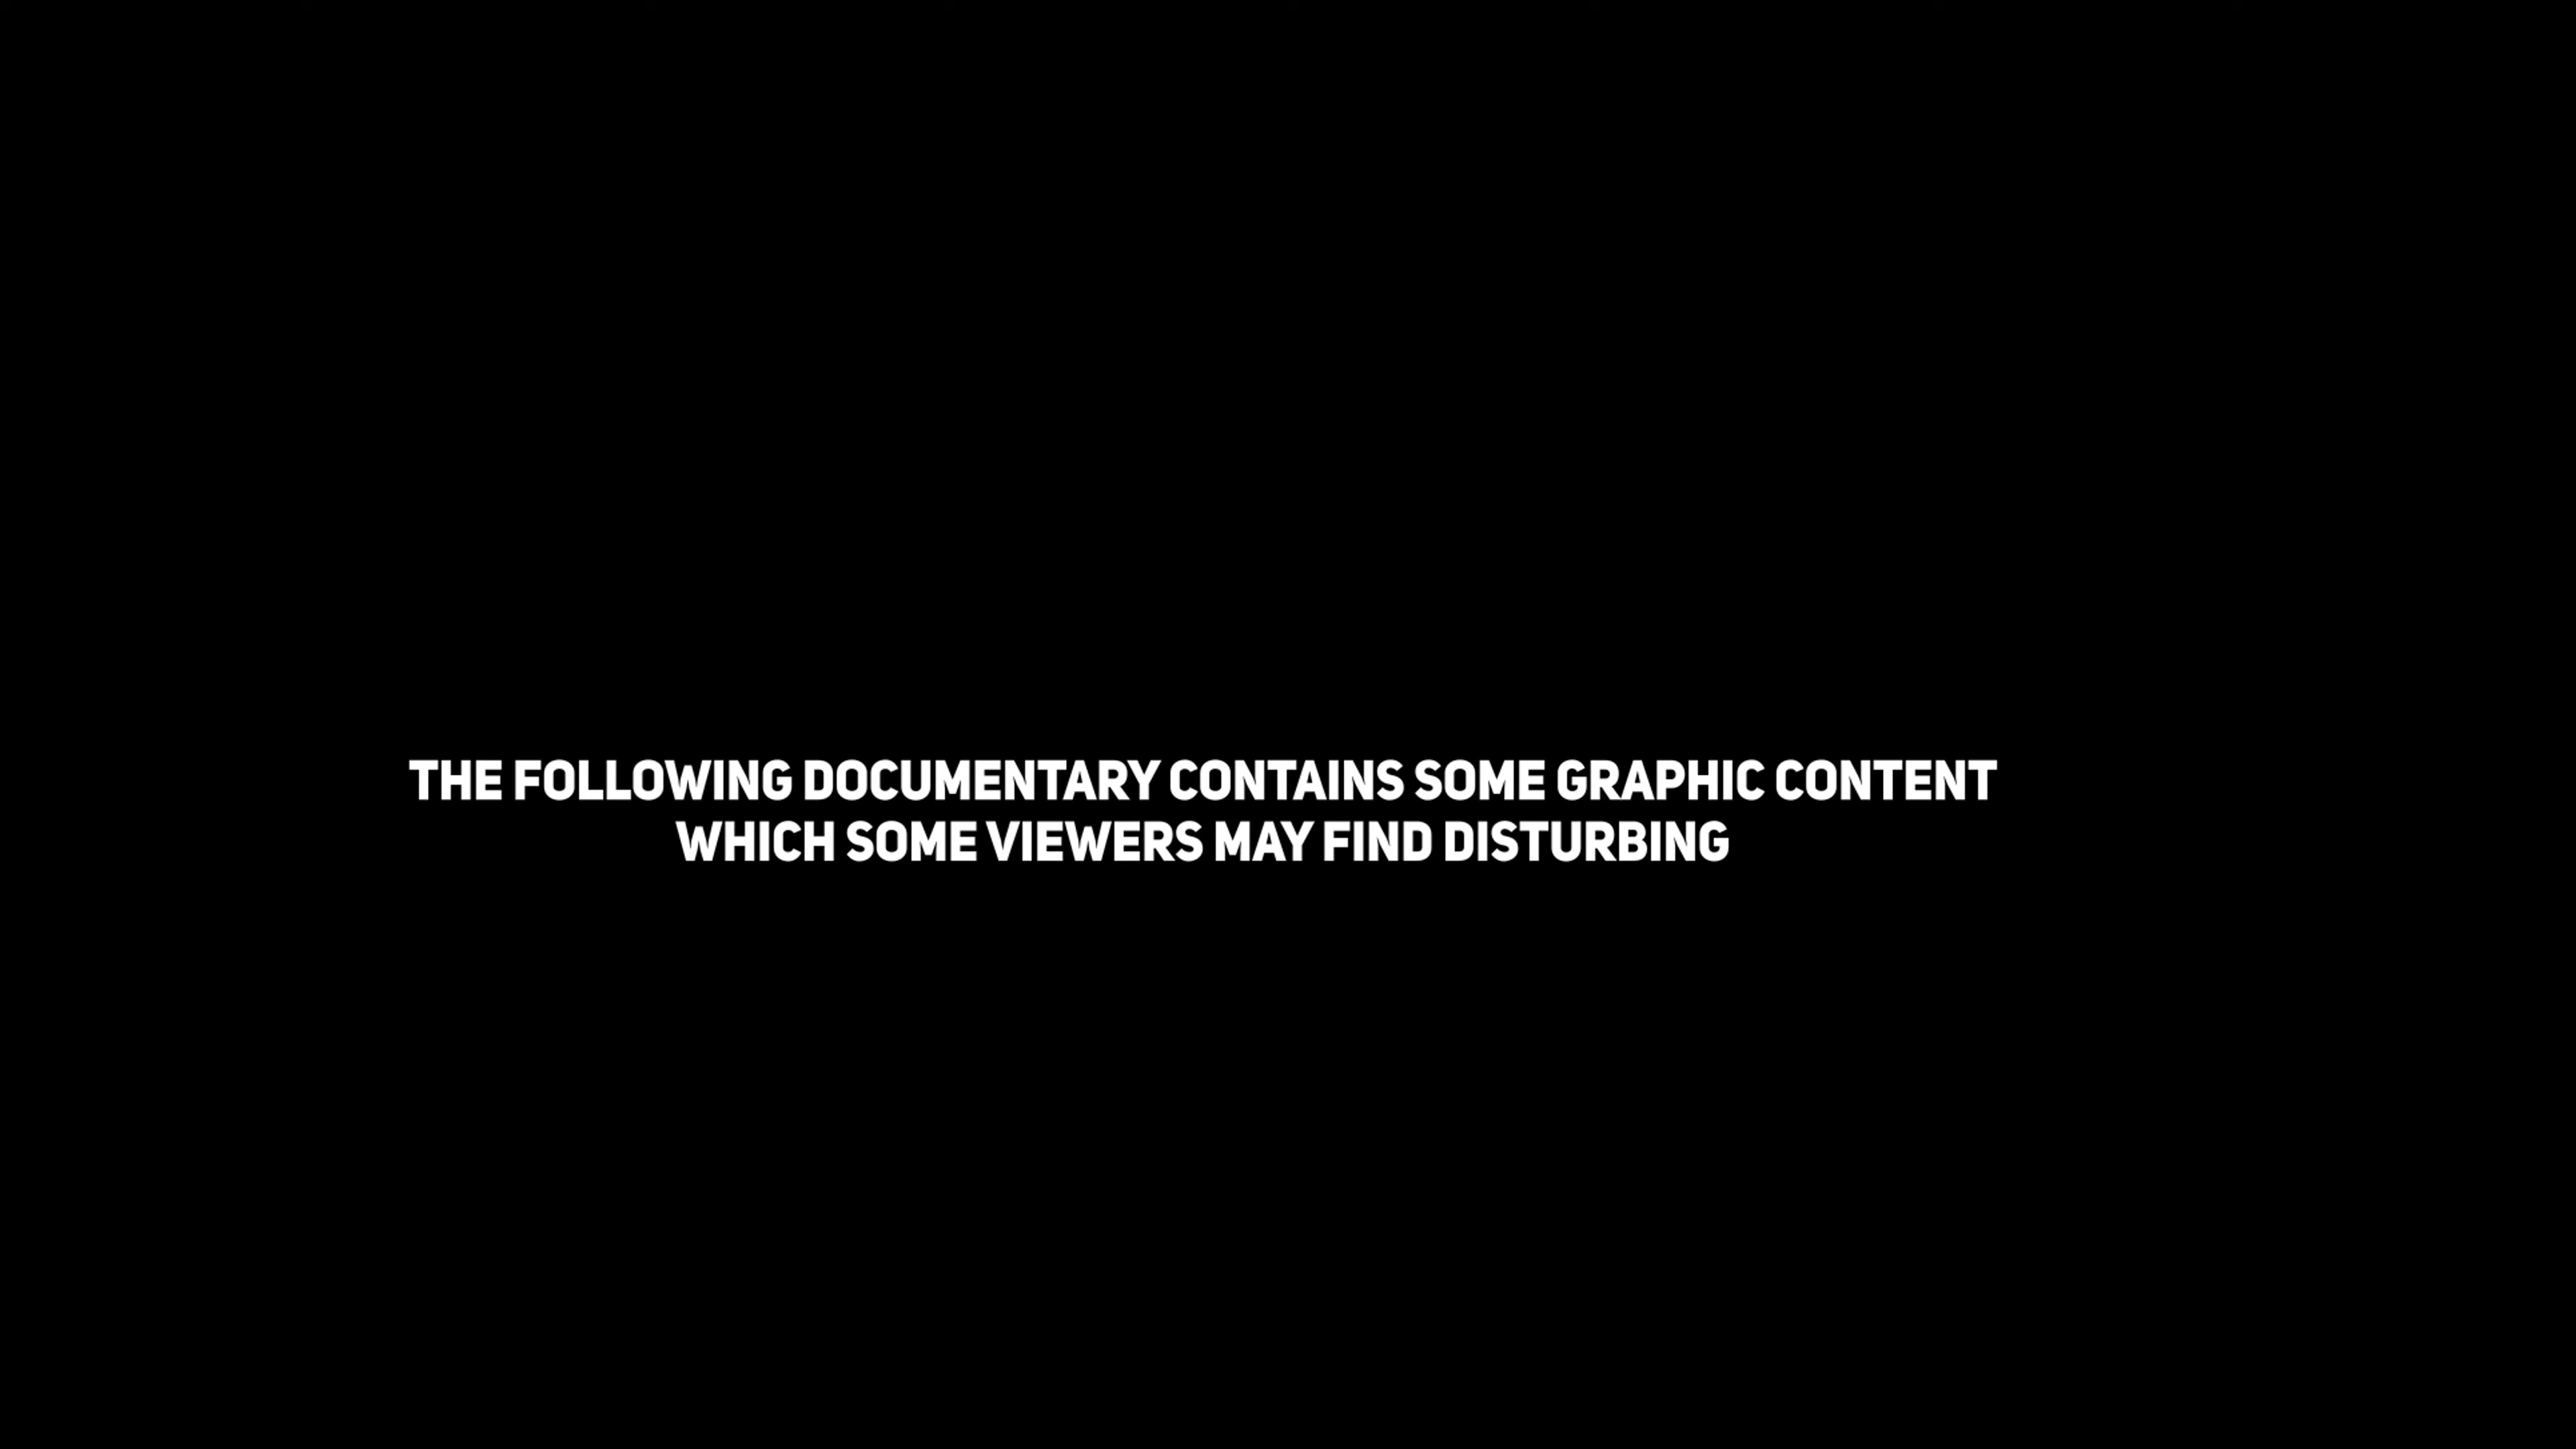 THE FOLLOWING DOCUMENTARY CONTAINS SOME GRAPHIC CONTENT
WHICH SOME VIEWERS MAY FIND DISTURBING